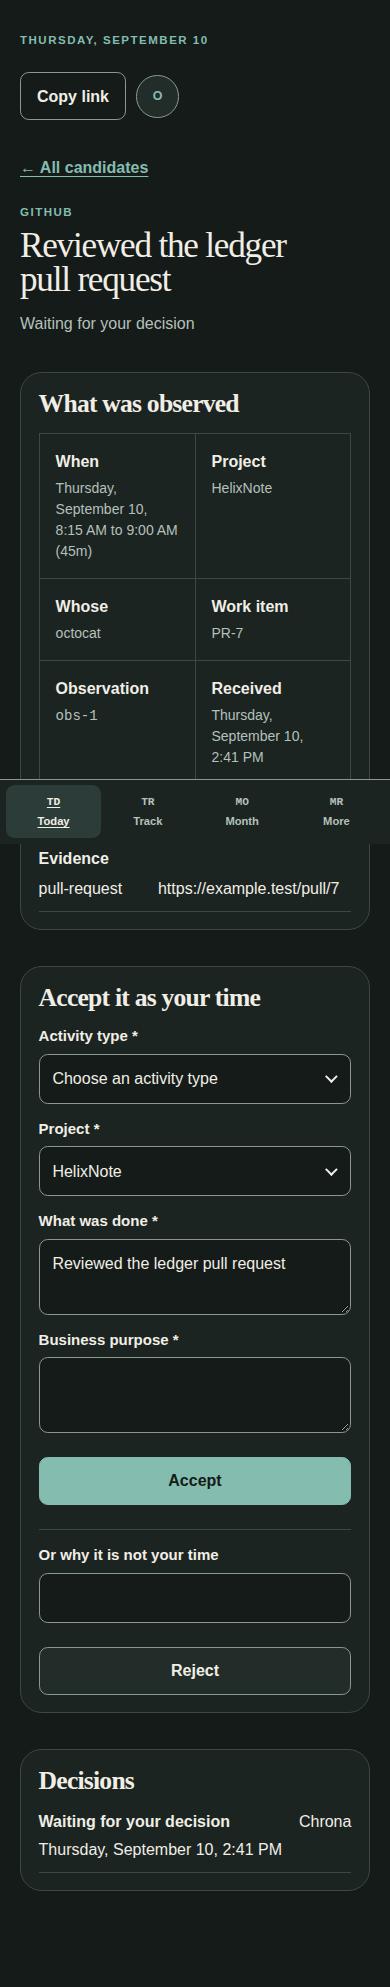 THURSDAY, SEPTEMBER 10
Copy link
O
← All candidates
GITHUB
Reviewed the ledger
pull request
Waiting for your decision
What was observed
When
Thursday,
September 10,
8:15 AM to 9:00 AM
(45m)
Project
HelixNote
Whose
octocat
Work item
PR-7
Observation
obs-1
Received
Thursday,
September 10,
2:41 PM
TD
Today
TR
Track
MO
Month
MR
More
Evidence
pull-request https://example.test/pull/7
Accept it as your time
Activity type *
Choose an activity type
Project *
HelixNote
What was done *
Reviewed the ledger pull request
Business purpose *
Accept
Or why it is not your time
Reject
Decisions
Waiting for your decision Chrona
Thursday, September 10, 2:41 PM